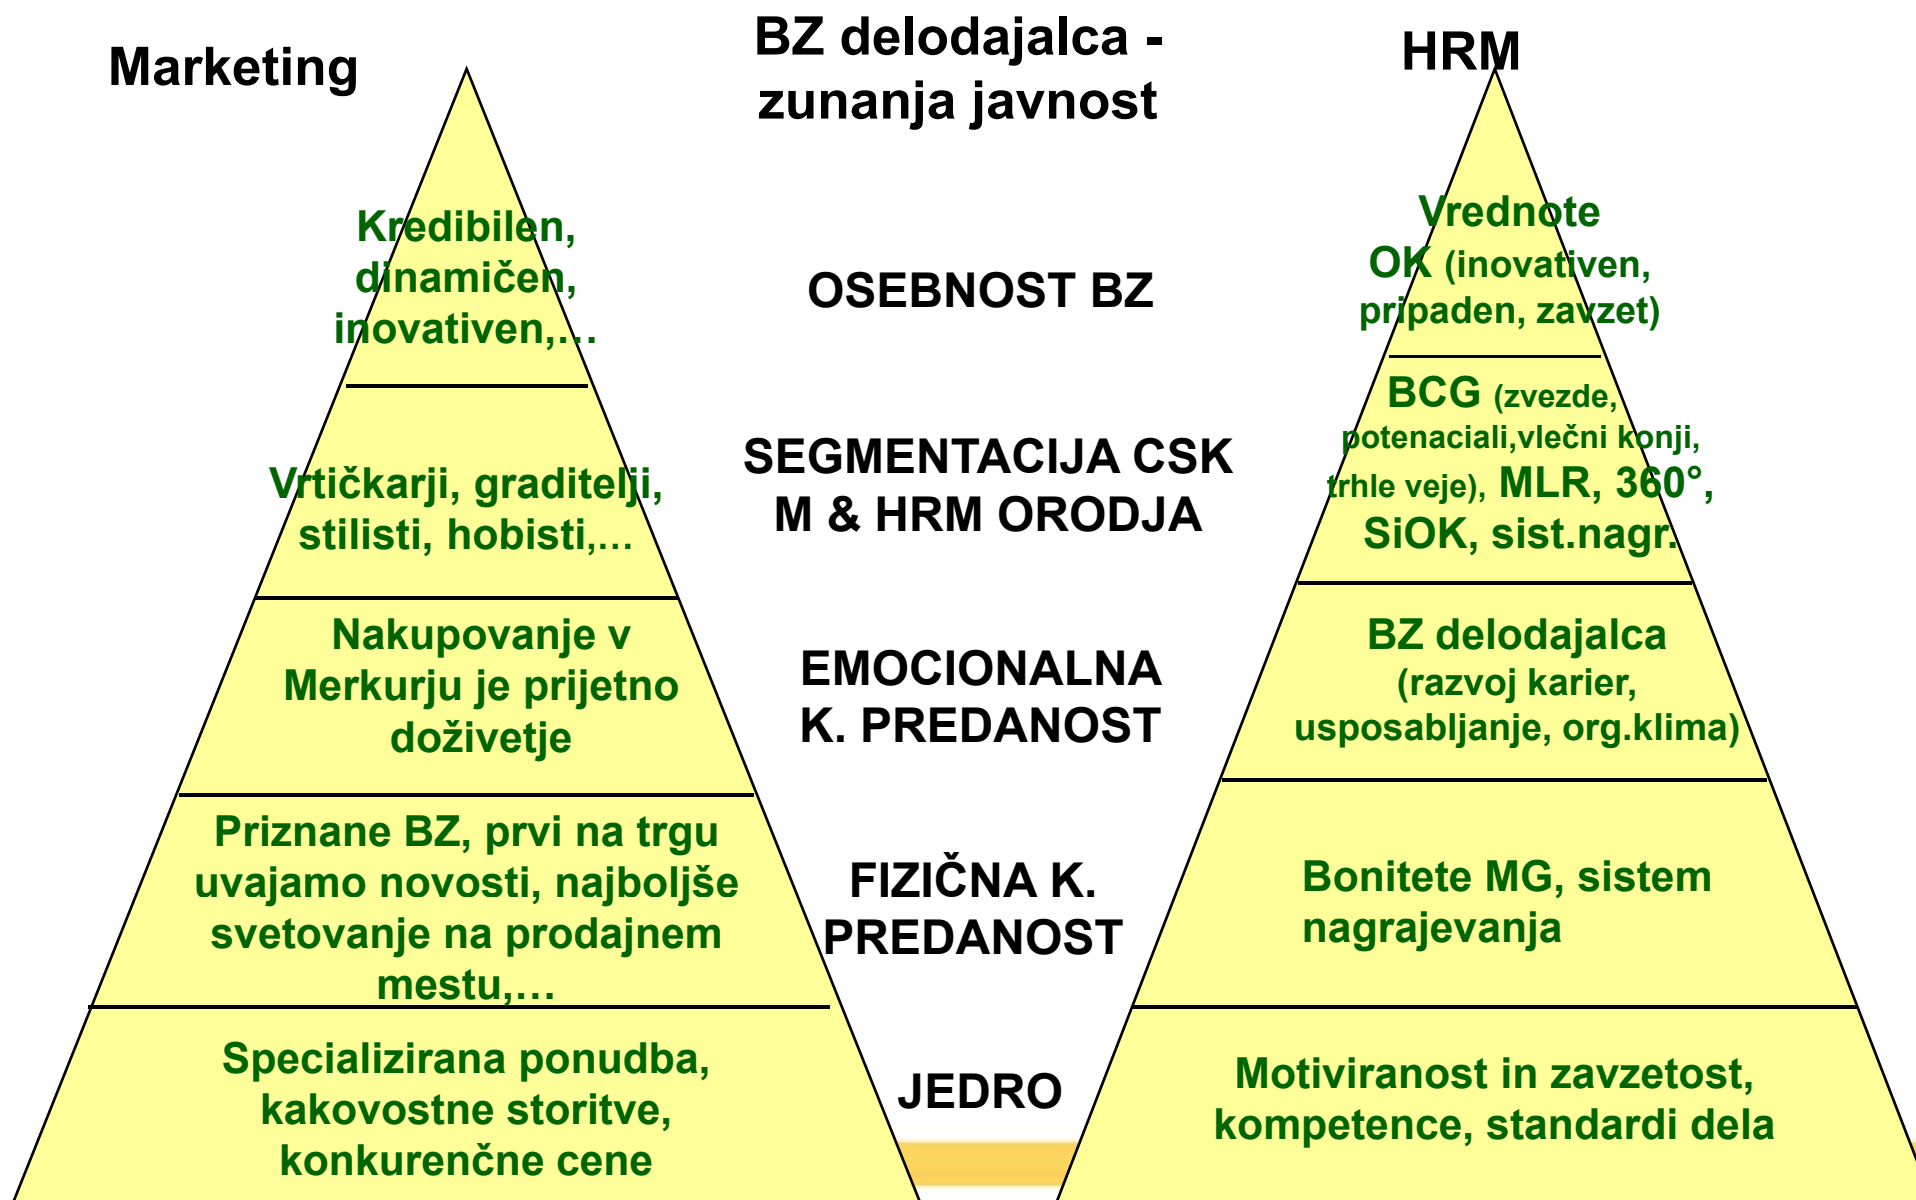 Marketing
BZ delodajalca -
zunanja javnost
HRM
Kredibilen,
dinamičen,
inovativen,…
OSEBNOST BZ
Vrednote
OK (inovativen,
pripaden, zavzet)
Vrtičkarji, graditelji,
stilisti, hobisti,…
SEGMENTACIJA CSK
M & HRM ORODJA
BCG (zvezde,
potenaciali,vlečni konji,
trhle veje), MLR, 360°,
SiOK, sist.nagr.
Nakupovanje v
Merkurju je prijetno
doživetje
EMOCIONALNA
K. PREDANOST
BZ delodajalca
(razvoj karier,
usposabljanje, org.klima)
Priznane BZ, prvi na trgu
uvajamo novosti, najboljše
svetovanje na prodajnem
mestu,…
FIZIČNA K.
PREDANOST
Bonitete MG, sistem
nagrajevanja
Specializirana ponudba,
kakovostne storitve,
konkurenčne cene
JEDRO
Motiviranost in zavzetost,
kompetence, standardi dela